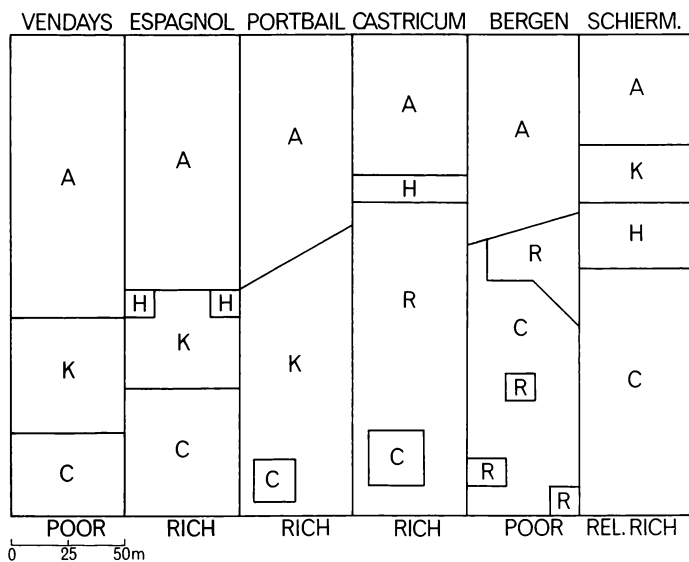 VENDAYS ESPAGNOL PORTBAIL CASTRICUM BERGEN SCHIERM.
A A A A A A
K
H
H H R H
K R
K C
K C
R
C C C C
R
R
POOR RICH RICH RICH POOR REL.RICH
0 25 50m